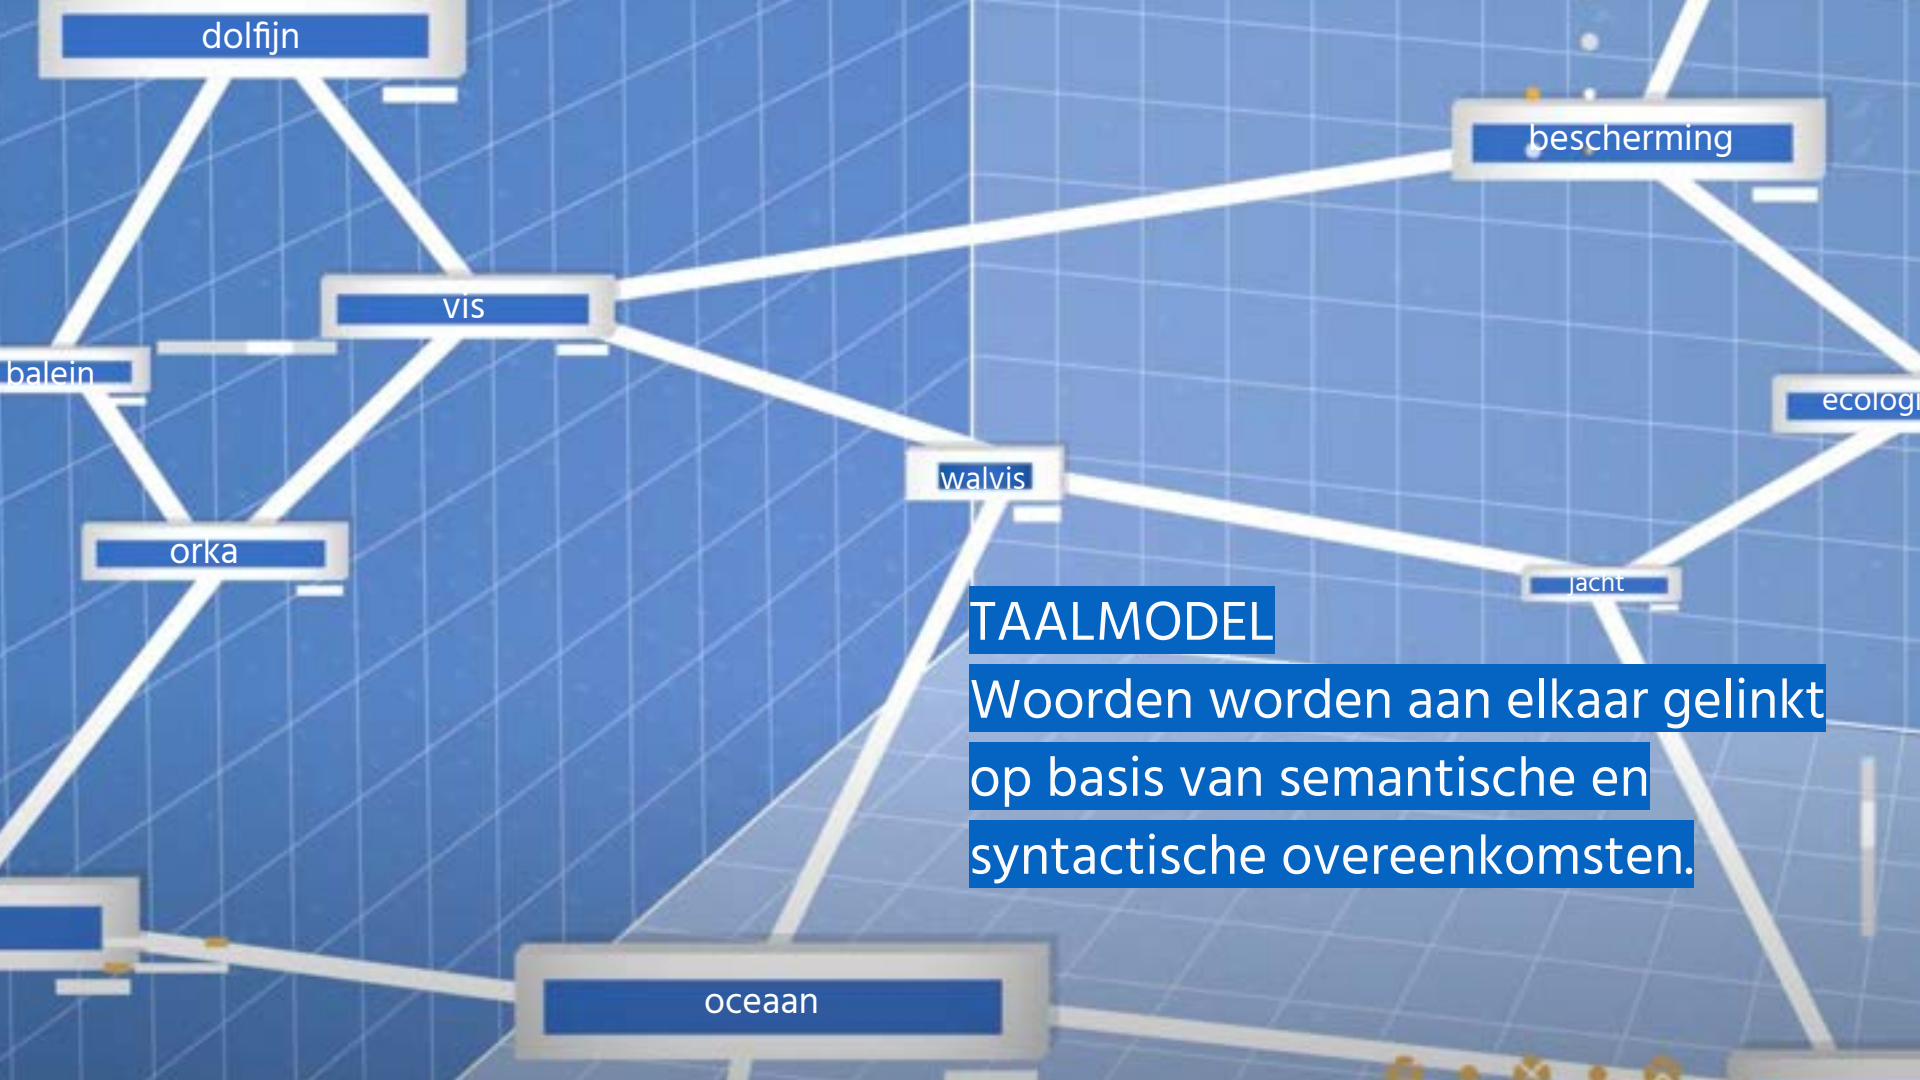 dolfijn
bescherming
vis
balein
ecologi
walvis
orka
jacht
TAALMODEL
Woorden worden aan elkaar gelinkt
op basis van semantische en
syntactische overeenkomsten.
oceaan